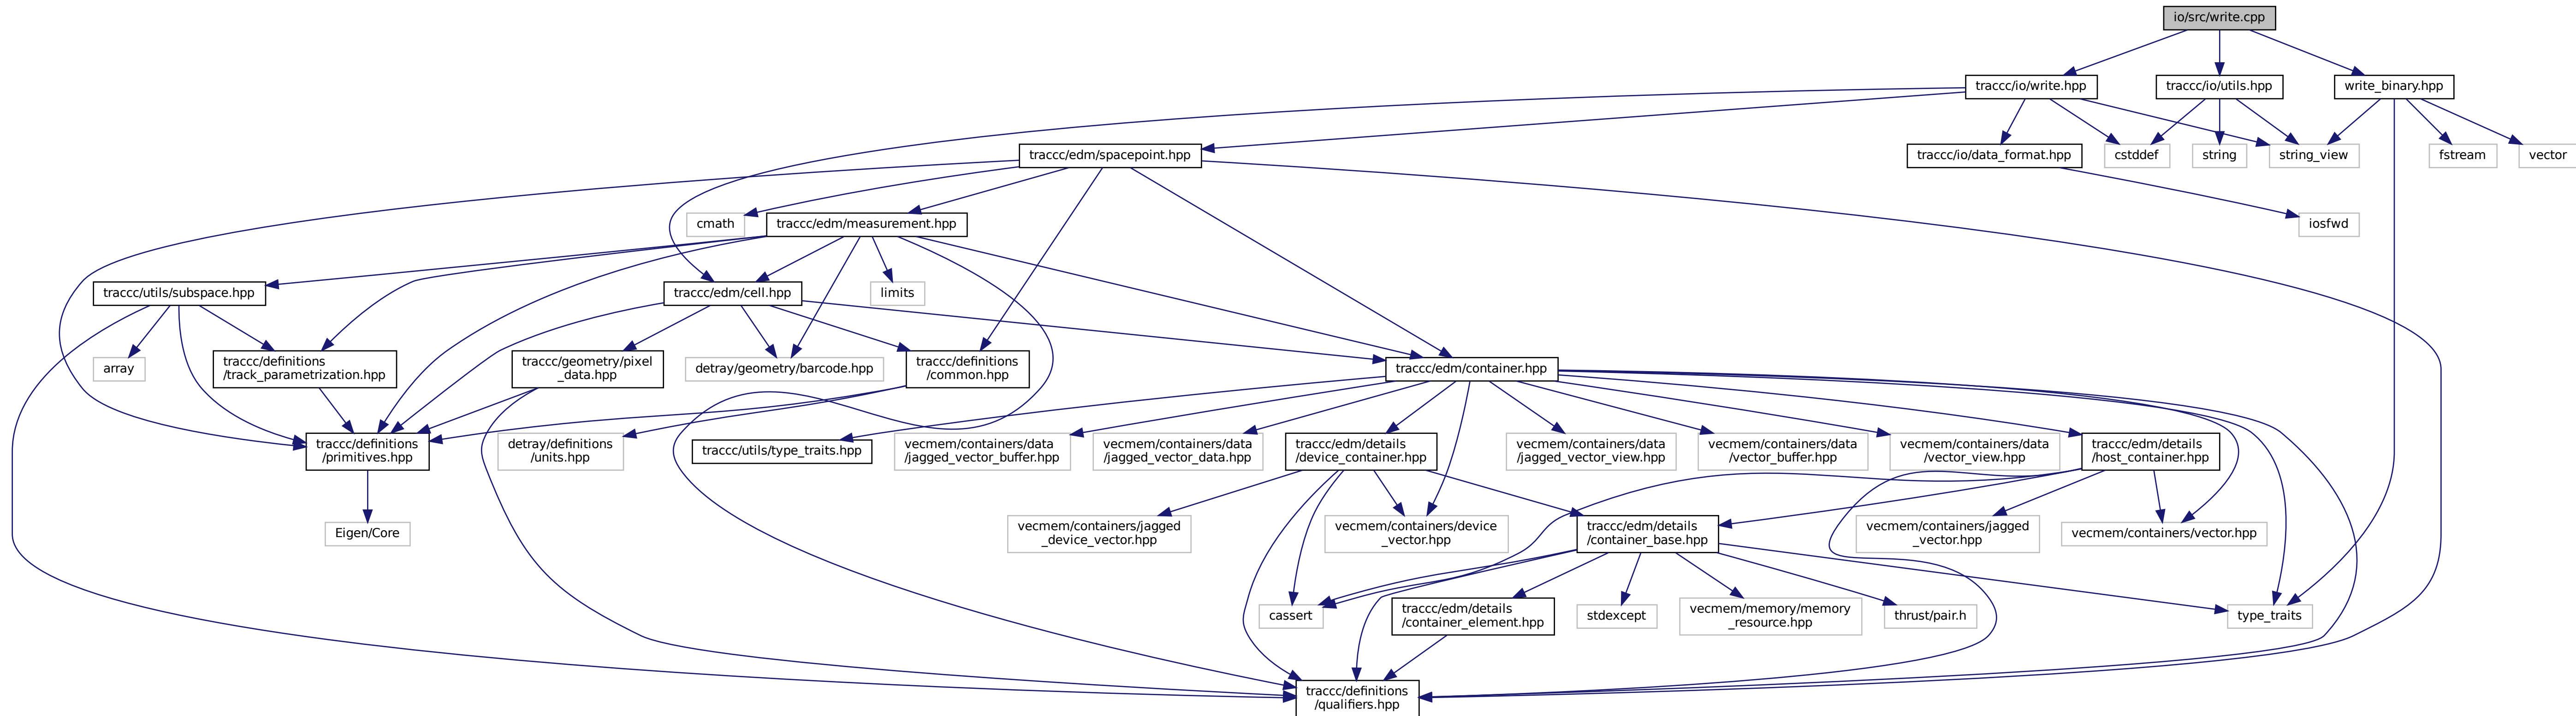 io/src/write.cpp
traccc/io/write.hpp
traccc/io/utils.hpp
write_binary.hpp
traccc/edm/spacepoint.hpp
traccc/io/data_format.hpp
cstddef
string
string_view
fstream
vector
cmath
traccc/edm/measurement.hpp
iosfwd
traccc/utils/subspace.hpp
traccc/edm/cell.hpp
limits
array
traccc/definitions
/track_parametrization.hpp
traccc/geometry/pixel
_data.hpp
detray/geometry/barcode.hpp
traccc/definitions
/common.hpp
traccc/edm/container.hpp
traccc/definitions
/primitives.hpp
detray/definitions
/units.hpp
traccc/utils/type_traits.hpp
vecmem/containers/data
/jagged_vector_buffer.hpp
vecmem/containers/data
/jagged_vector_data.hpp
traccc/edm/details
/device_container.hpp
vecmem/containers/data
/jagged_vector_view.hpp
vecmem/containers/data
/vector_buffer.hpp
vecmem/containers/data
/vector_view.hpp
traccc/edm/details
/host_container.hpp
Eigen/Core
vecmem/containers/jagged
_device_vector.hpp
vecmem/containers/device
_vector.hpp
traccc/edm/details
/container_base.hpp
vecmem/containers/jagged
_vector.hpp
vecmem/containers/vector.hpp
cassert
traccc/edm/details
/container_element.hpp
stdexcept
vecmem/memory/memory
_resource.hpp
thrust/pair.h
type_traits
traccc/definitions
/qualifiers.hpp